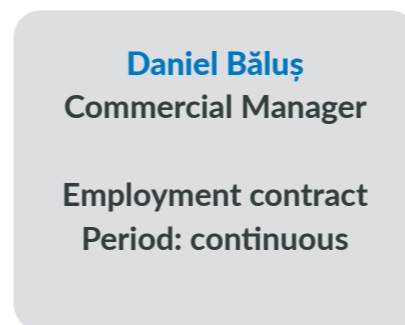 Daniel Băluș
Commercial Manager
Employment contract
Period: continuous